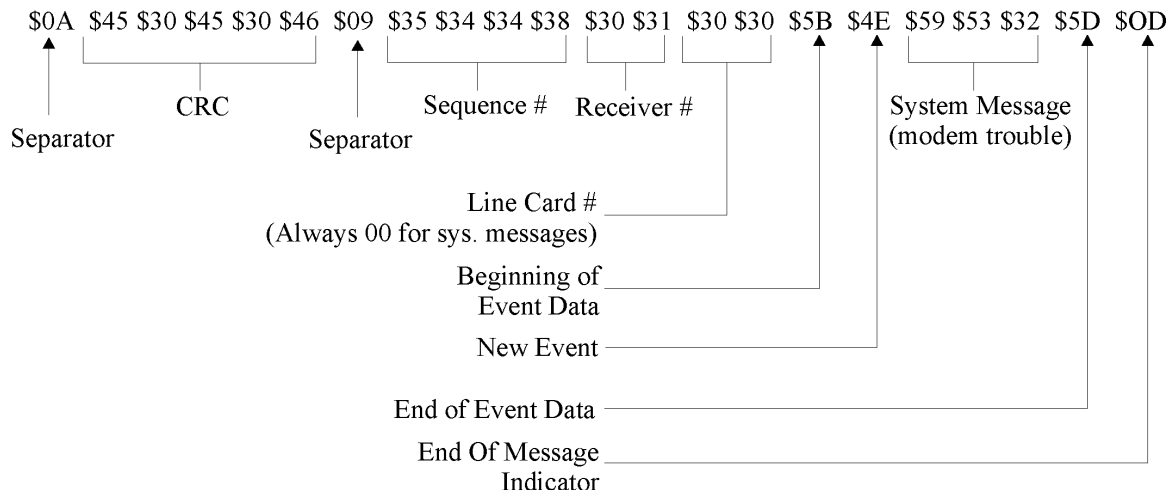 $0A $45 $30 $45 $30 $46 $09 $35 $34 $34 $38 $30 $31 $30 $30 $5B $4E $59 $53 $32 $5D $OD
CRC
Sequence #
Receiver #
System Message
(modem trouble)
Separator
Separator
Line Card #
(Always 00 for sys. messages)
Beginning of
Event Data
New Event
End of Event Data
End Of Message
Indicator